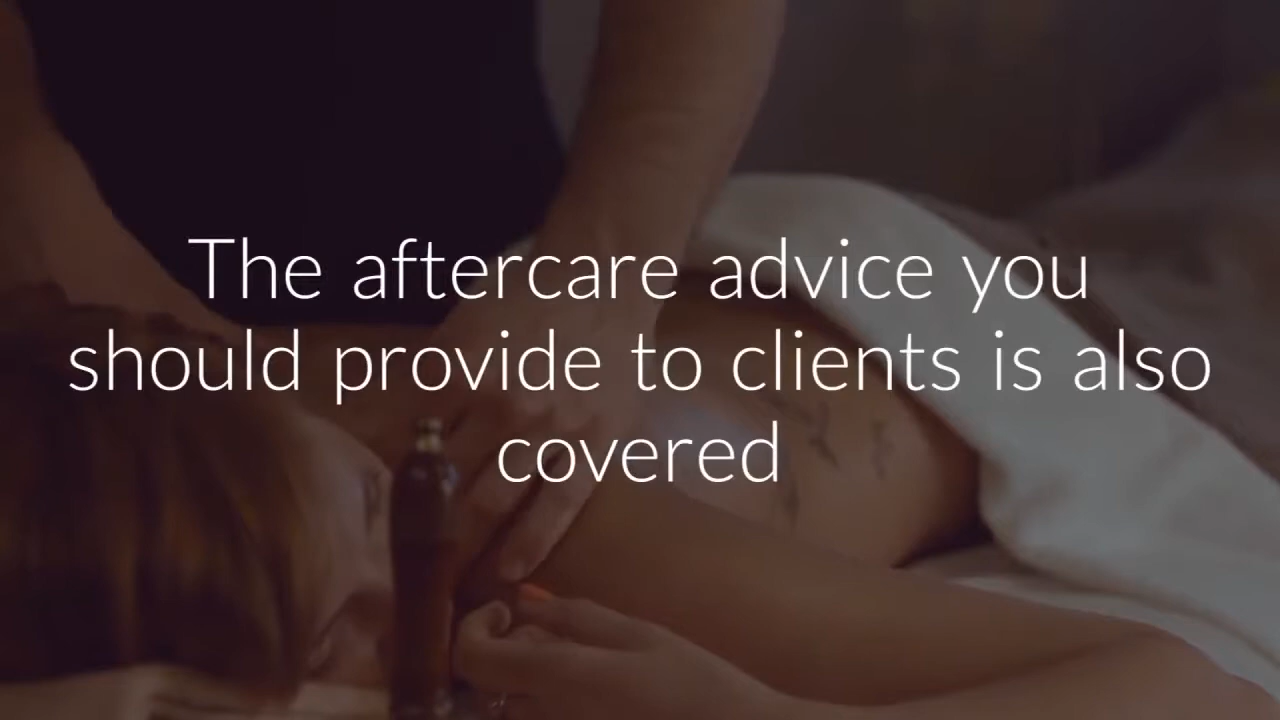 The aftercare advice you
should provide to clients is also
covered